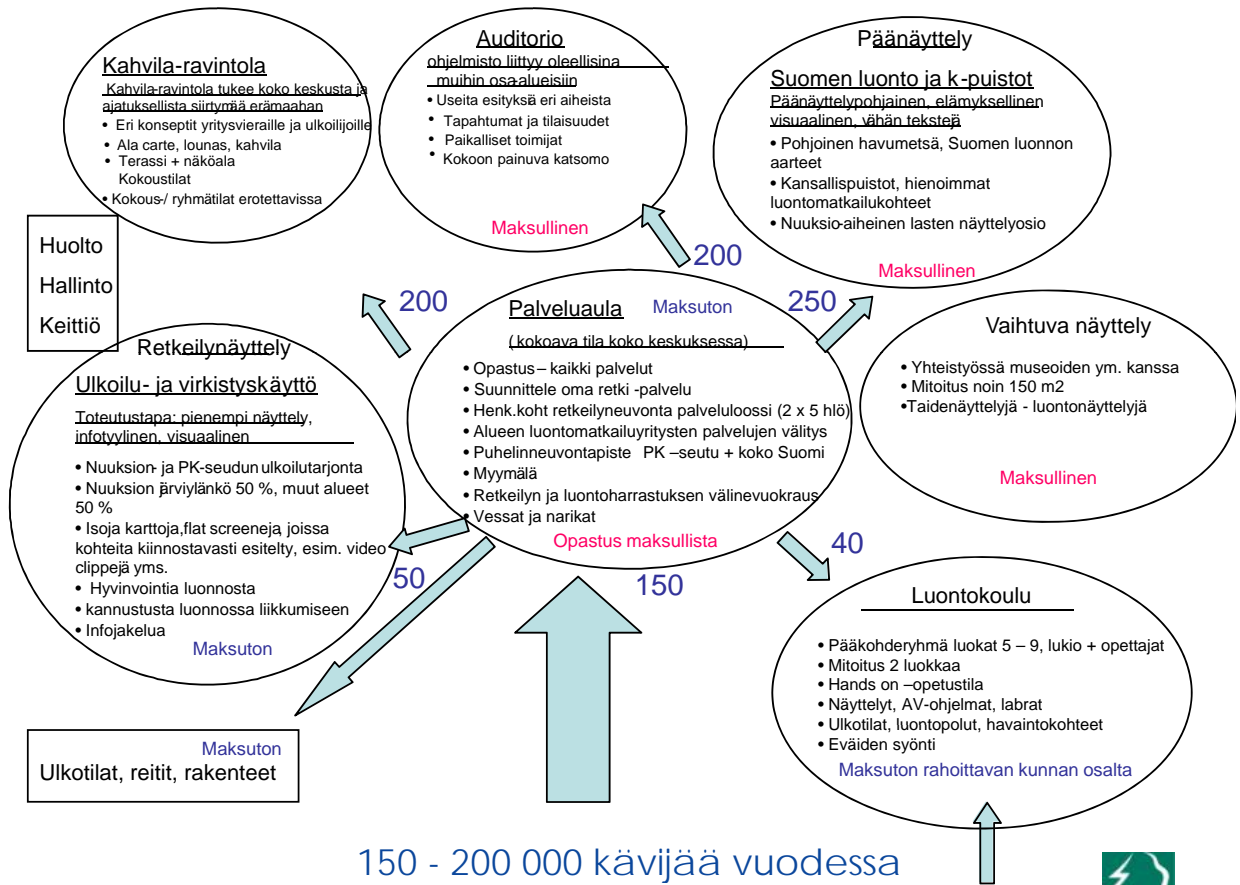 Kahvila-ravintola
Kahvila-ravintola tukee koko keskusta ja
ajatuksellista siirtymää erämaahan
• Eri konseptit yritysvieraille ja ulkoilijoille
• Ala carte, lounas, kahvila
• Terassi + näköala
Kokoustilat
• Kokous-/ ryhmätilat erotettavissa
Auditorio
ohjelmisto liittyy oleellisina
muihin osa-alueisiin
• Useita esityksiä eri aiheista
• Tapahtumat ja tilaisuudet
• Paikalliset toimijat
• Kokoon painuva katsomo
Maksullinen
Päänäyttely
Suomen luonto ja k-puistot
Päänäyttelypohjainen, elämyksellinen
visuaalinen, vähän tekstejä
• Pohjoinen havumetsä, Suomen luonnon
aarteet
• Kansallispuistot, hienoimmat
luontomatkailukohteet
• Nuuksio-aiheinen lasten näyttelyosio
Maksullinen
Huolto
Hallinto
Keittiö
200
200
250
Palveluaula
Maksuton
( kokoava tila koko keskuksessa)
• Opastus – kaikki palvelut
• Suunnittele oma retki -palvelu
• Henk.koht retkeilyneuvonta palveluloossi (2 x 5 hlö)
• Alueen luontomatkailuyritysten palvelujen välitys
• Puhelinneuvontapiste PK –seutu + koko Suomi
• Myymälä
• Retkeilyn ja luontoharrastuksen välinevuokraus
• Vessat ja narikat
Opastus maksullista
150
Vaihtuva näyttely
• Yhteistyössä museoiden ym. kanssa
• Mitoitus noin 150 m2
•Taidenäyttelyjä - luontonäyttelyjä
Maksullinen
Retkeilynäyttely
Ulkoilu- ja virkistyskäyttö
Toteutustapa: pienempi näyttely,
infotyylinen, visuaalinen
• Nuuksion- ja PK-seudun ulkoilutarjonta
• Nuuksion järviylänkö 50 %, muut alueet
50 %
• Isoja karttoja,flat screenejä, joissa
kohteita kiinnostavasti esitelty, esim. video
clippejä yms.
• Hyvinvointia luonnosta
• kannustusta luonnossa liikkumiseen
• Infojakelua
Maksuton
50
40
Luontokoulu
• Pääkohderyhmä luokat 5 – 9, lukio + opettajat
• Mitoitus 2 luokkaa
• Hands on –opetustila
• Näyttelyt, AV-ohjelmat, labrat
• Ulkotilat, luontopolut, havaintokohteet
• Eväiden syönti
Maksuton rahoittavan kunnan osalta
Maksuton
Ulkotilat, reitit, rakenteet
150 - 200 000 kävijää vuodessa